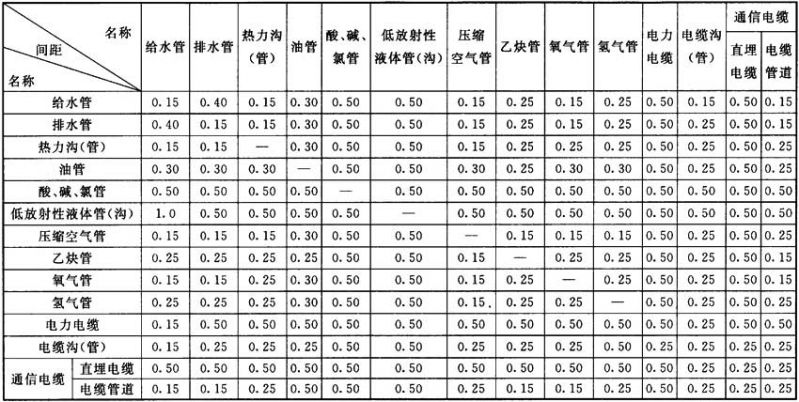 名称 间距 名称 给水管 排水管 热力沟(管) 油管 酸、碱、氯管 低放射性液体管(沟) 压缩空气管 乙炔管 氧气管 氢气管 电力电缆 电缆沟(管) 通信电缆 直埋电缆 电缆管道
给水管 0.15 0.40 0.15 0.30 0.50 0.50 0.15 0.25 0.15 0.25 0.50 0.15 0.50 0.15
排水管 0.40 0.15 0.15 0.30 0.50 0.50 0.15 0.25 0.15 0.25 0.50 0.25 0.50 0.15
热力沟(管) 0.15 0.15 — 0.30 0.50 0.50 0.15 0.25 0.25 0.25 0.50 0.25 0.50 0.25
油管 0.30 0.30 0.30 — 0.50 0.50 0.30 0.25 0.30 0.30 0.50 0.25 0.50 0.25
酸、碱、氯管 0.50 0.50 0.50 0.50 — 0.50 0.50 0.50 0.50 0.50 0.50 0.50 0.50 0.50
低放射性液体管(沟) 1.0 0.50 0.50 0.50 0.50 — 0.50 0.50 0.50 0.50 0.50 0.50 0.50 0.50
压缩空气管 0.15 0.15 0.15 0.30 0.50 0.50 — 0.15 0.15 0.15 0.50 0.25 0.50 0.25
乙炔管 0.25 0.25 0.25 0.25 0.50 0.50 0.15 — 0.25 0.25 0.50 0.25 0.50 0.15
氧气管 0.15 0.15 0.25 0.30 0.50 0.50 0.15 0.25 — 0.25 0.50 0.25 0.50 0.15
氢气管 0.25 0.25 0.25 0.30 0.50 0.50 0.15 0.25 0.25 — 0.50 0.25 0.50 0.25
电力电缆 0.15 0.50 0.50 0.50 0.50 0.50 0.50 0.50 0.50 0.50 0.50 0.50 0.50 0.50
电缆沟(管) 0.15 0.25 0.25 0.25 0.50 0.50 0.25 0.25 0.25 0.50 0.50 0.25 0.25 0.25
通信电缆 直埋电缆 0.50 0.50 0.50 0.50 0.50 0.50 0.50 0.50 0.50 0.50 0.50 0.25 0.25 0.25
电缆管道 0.15 0.15 0.25 0.25 0.50 0.50 0.25 0.15 0.15 0.25 0.50 0.25 0.25 0.25